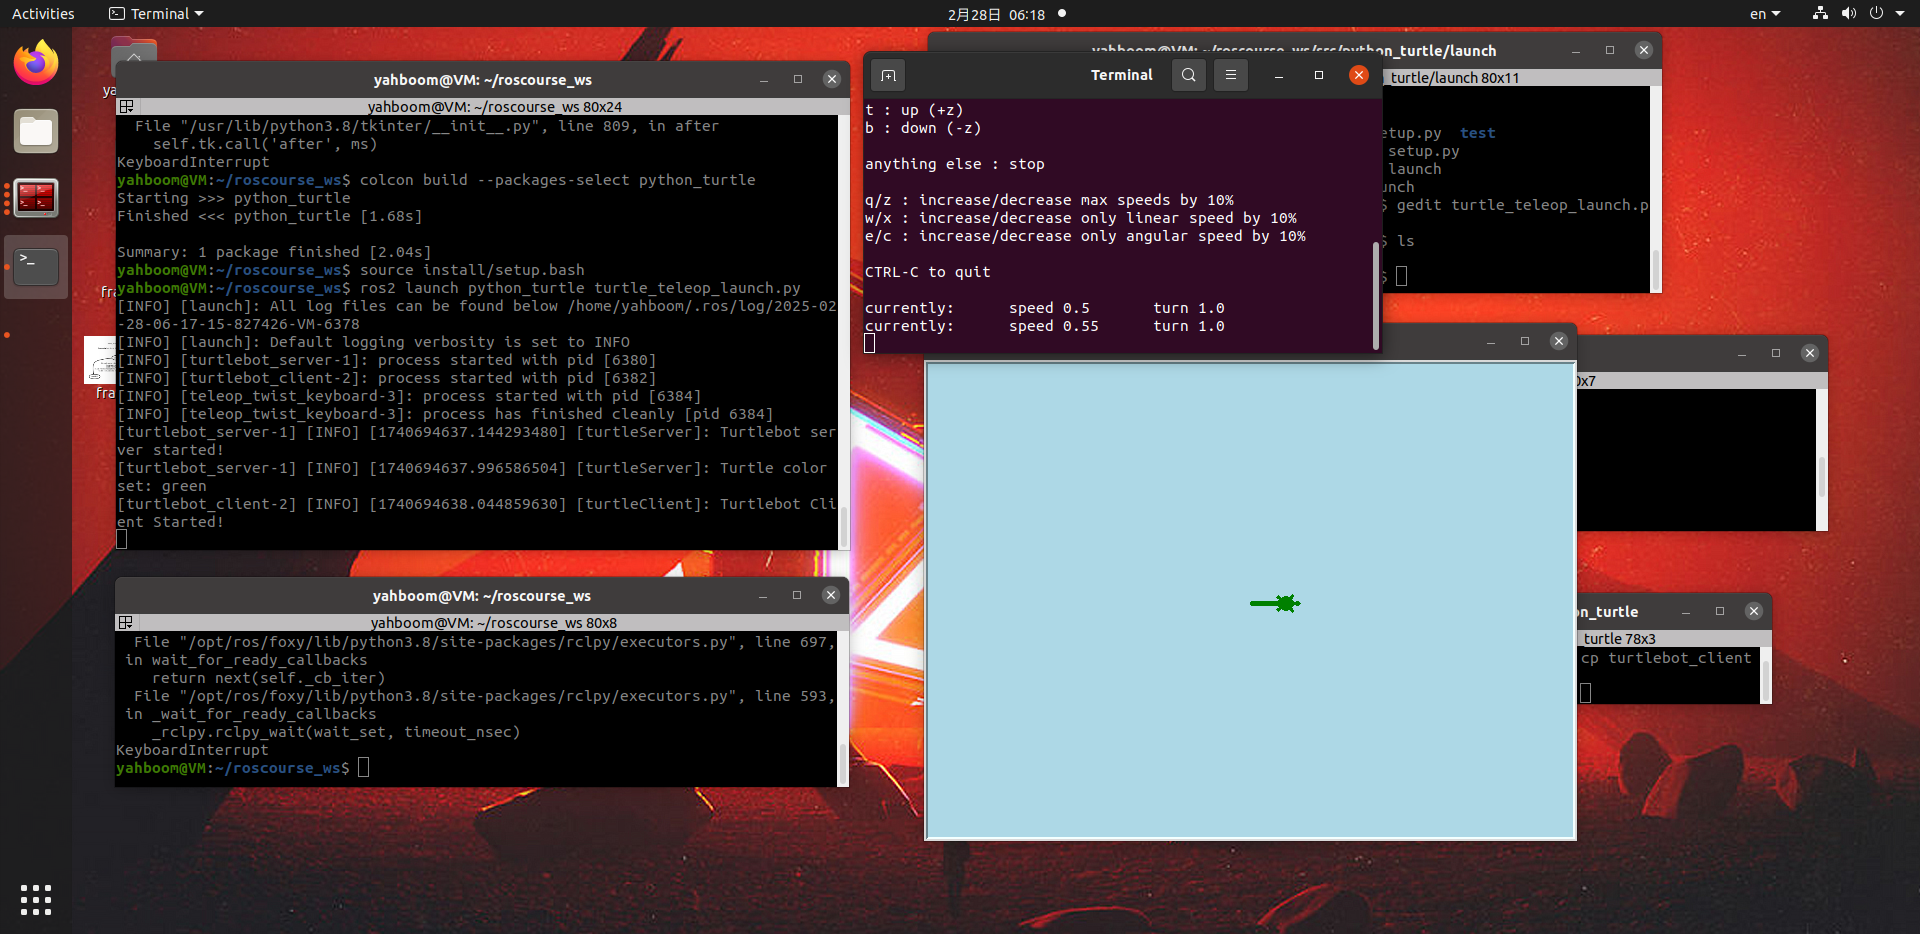 Activities
Terminal
2月28日 06:18
en
yahboom@VM: ~/roscourse_ws
yahboom@VM: ~/roscourse_ws 80x24
File "/usr/lib/python3.8/tkinter/__init__.py", line 809, in after
self.tk.call('after', ms)
KeyboardInterrupt
yahboom@VM:~/roscourse_ws$ colcon build --packages-select python_turtle
Starting >>> python_turtle
Finished <<< python_turtle [1.68s]
Summary: 1 package finished [2.04s]
yahboom@VM:~/roscourse_ws$ source install/setup.bash
yahboom@VM:~/roscourse_ws$ ros2 launch python_turtle turtle_teleop_launch.py
[INFO] [launch]: All log files can be found below /home/yahboom/.ros/log/2025-02
-28-06-17-15-827426-VM-6378
[INFO] [launch]: Default logging verbosity is set to INFO
[INFO] [turtlebot_server-1]: process started with pid [6380]
[INFO] [turtlebot_client-2]: process started with pid [6382]
[INFO] [teleop_twist_keyboard-3]: process started with pid [6384]
[INFO] [teleop_twist_keyboard-3]: process has finished cleanly [pid 6384]
[turtlebot_server-1] [INFO] [1740694637.144293480] [turtleServer]: Turtlebot ser
ver started!
[turtlebot_server-1] [INFO] [1740694637.996586504] [turtleServer]: Turtle color
set: green
[turtlebot_client-2] [INFO] [1740694638.044859630] [turtleClient]: Turtlebot Cli
ent Started!
yahboom@VM: ~/roscourse_ws
yahboom@VM: ~/roscourse_ws 80x8
File "/opt/ros/foxy/lib/python3.8/site-packages/rclpy/executors.py", line 697,
in wait_for_ready_callbacks
return next(self._cb_iter)
File "/opt/ros/foxy/lib/python3.8/site-packages/rclpy/executors.py", line 593,
in _wait_for_ready_callbacks
_rclpy.rclpy_wait(wait_set, timeout_nsec)
KeyboardInterrupt
yahboom@VM:~/roscourse_ws$
Terminal
t : up (+z)
b : down (-z)
anything else : stop
q/z : increase/decrease max speeds by 10%
w/x : increase/decrease only linear speed by 10%
e/c : increase/decrease only angular speed by 10%
CTRL-C to quit
currently: speed 0.5 turn 1.0
currently: speed 0.55 turn 1.0
yahboom@VM: ~/roscourse_ws/src/python_turtle/launch
turtle/launch 80x11
etup.py test
setup.py
launch
unch
$ gedit turtle_teleop_launch.p
$ ls
$
0x7
on_turtle
turtle 78x3
cp turtlebot_client
ya
fra
fra